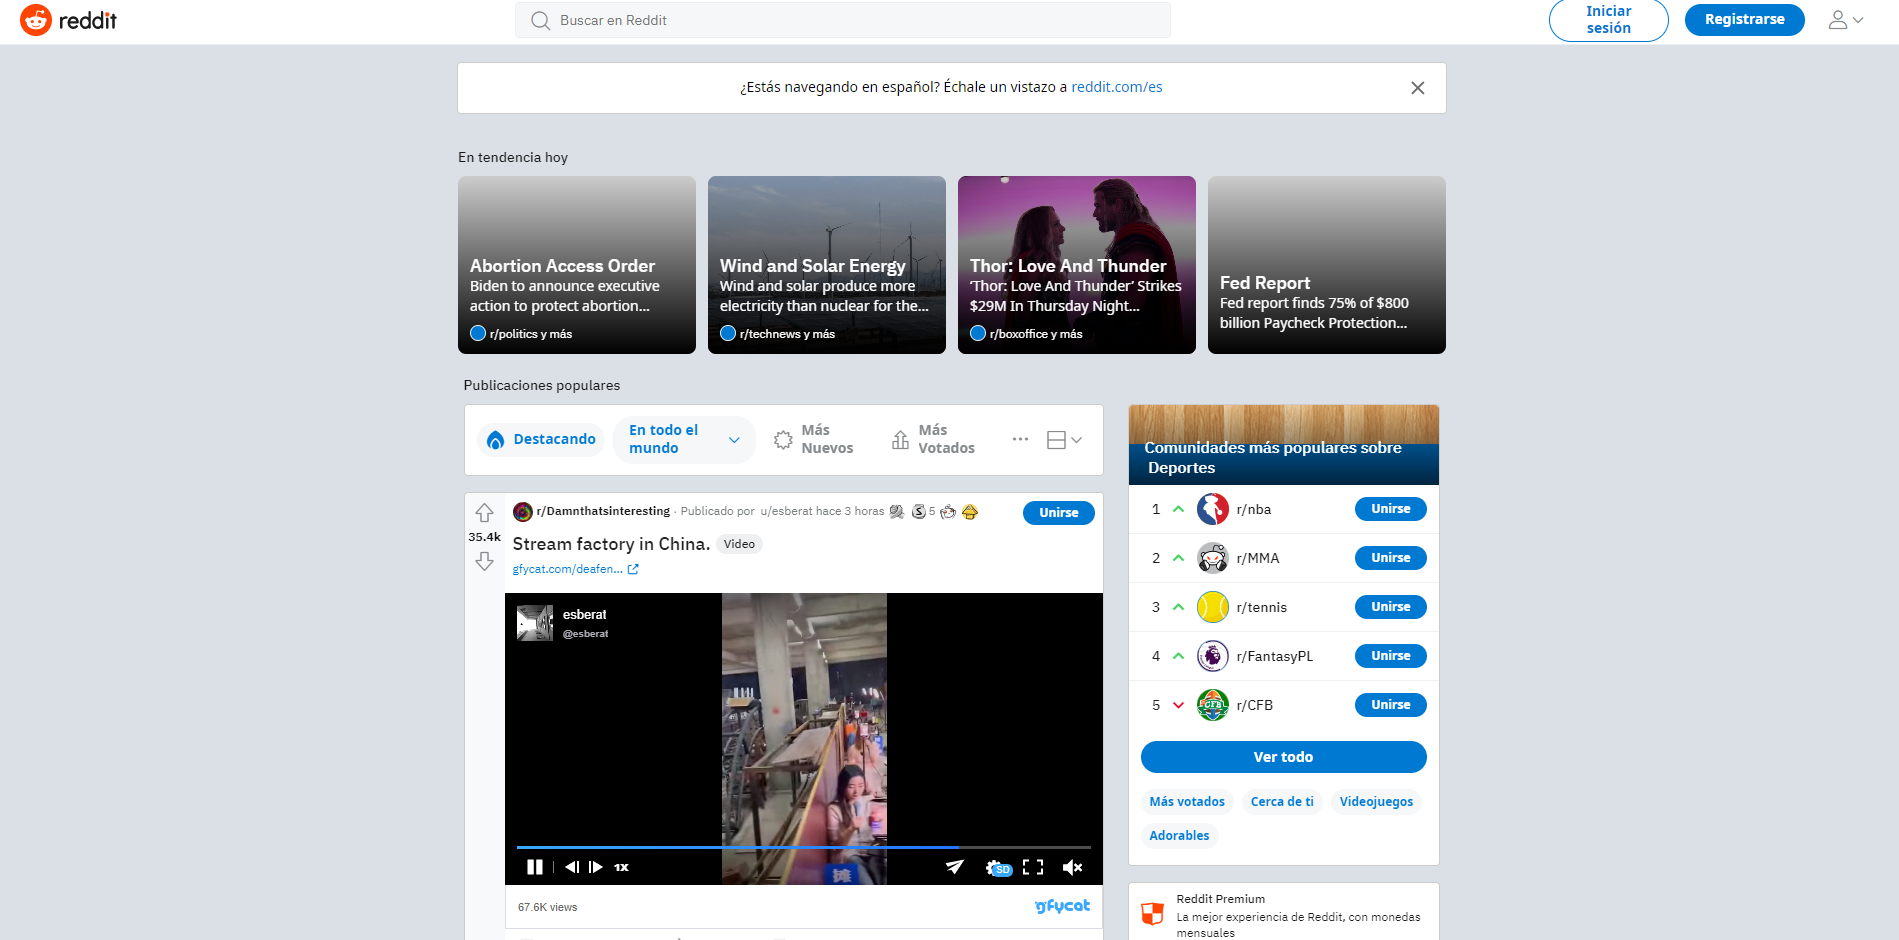 reddit
Buscar en Reddit
Iniciar
sesión
Registrarse
¿Estás navegando en español? Échale un vistazo a reddit.com/es
En tendencia hoy
Abortion Access Order
Biden to announce executive
action to protect abortion...
r/politics y más
Wind and Solar Energy
Wind and solar produce more
electricity than nuclear for the...
r/technews y más
Thor: Love And Thunder
‘Thor: Love And Thunder’ Strikes
$29M In Thursday Night...
r/boxoffice y más
Fed Report
Fed report finds 75% of $800
billion Paycheck Protection...
Publicaciones populares
Destacando
En todo el
mundo
Más
Nuevos
Más
Votados
r/Damnthatsinteresting · Publicado por u/esberat hace 3 horas 5
Unirse
35.4k
Stream factory in China. Video
gfycat.com/deafen...
esberat
@esberat
1X
SD
67.6K views
gfycat
Comunidades más populares sobre
Deportes
1 r/nba Unirse
2 r/MMA Unirse
3 r/tennis Unirse
4 r/FantasyPL Unirse
5 r/CFB Unirse
Ver todo
Más votados
Cerca de ti
Videojuegos
Adorables
Reddit Premium
La mejor experiencia de Reddit, con monedas
mensuales